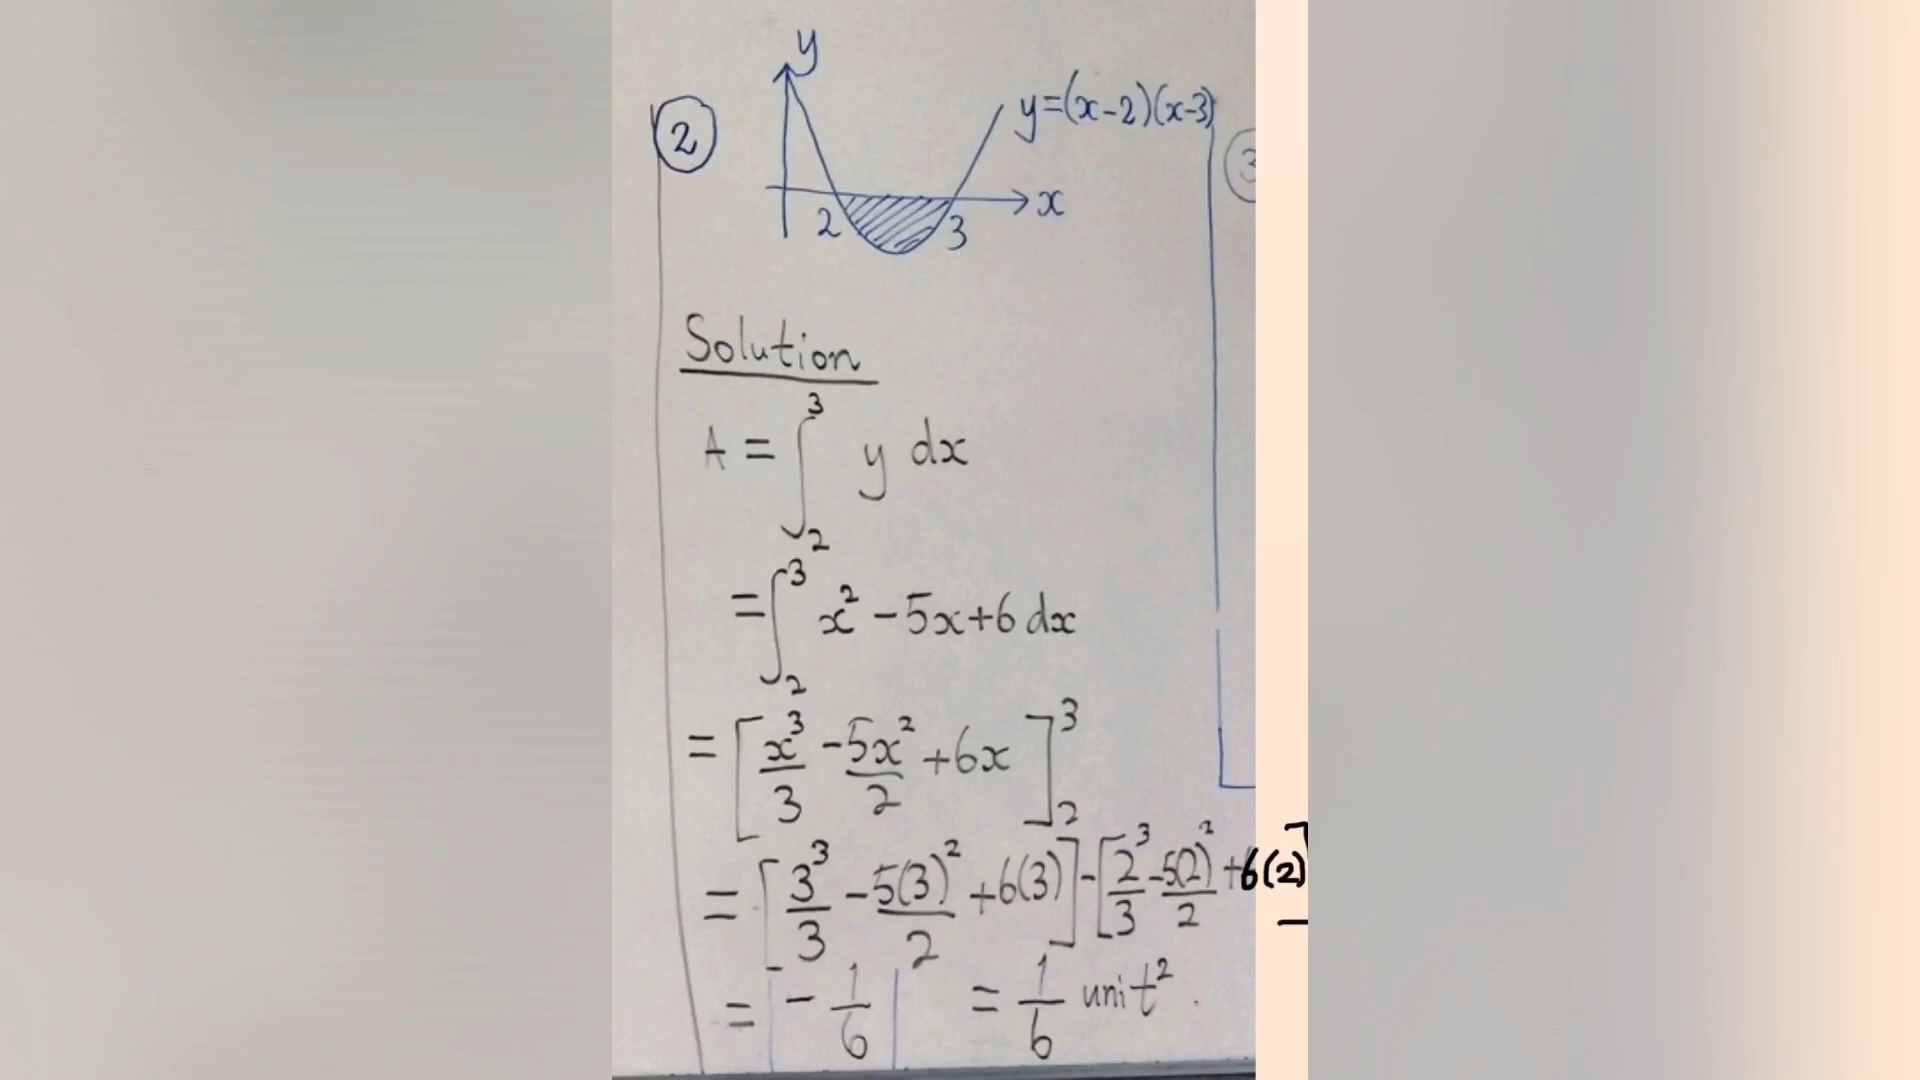 y
② y=(x-2)(x-3) 3
x
2 3
Solution
A = ∫₂³ y dx
= ∫₂³ x² - 5x + 6 dx
= [x³/3 - 5x²/2 + 6x]₂³
= [3³/3 - 5(3)²/2 + 6(3)] - [2³/3 - 5(2)²/2 + 6(2)]
= |- 1/6| = 1/6 unit².